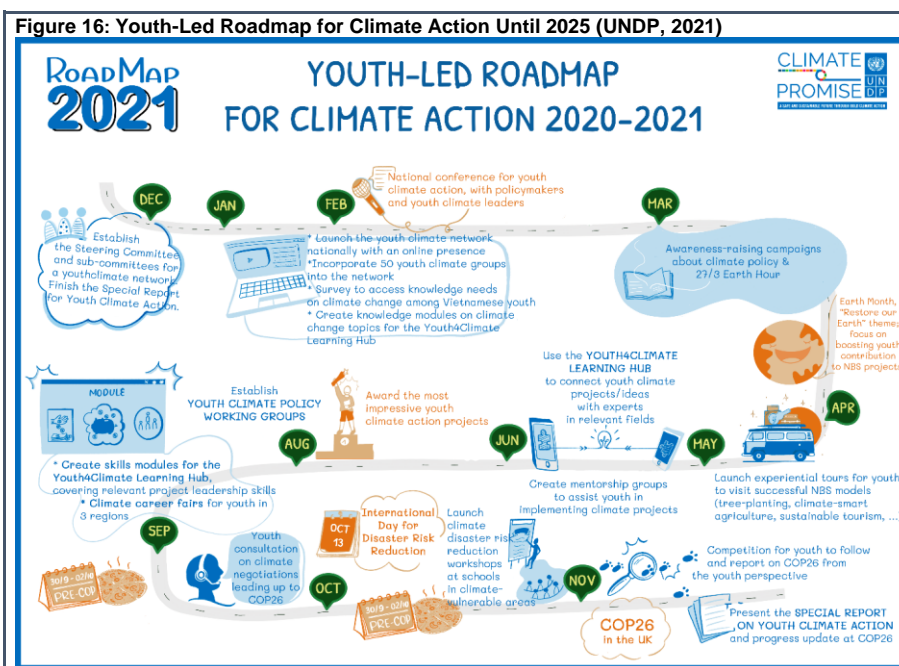 Figure 16: Youth-Led Roadmap for Climate Action Until 2025 (UNDP, 2021)
ROADMAP
2021
YOUTH-LED ROADMAP
FOR CLIMATE ACTION 2020-2021
CLIMATE
PROMISE
UN
DP
DEC
JAN
FEB
MAR
National conference for youth
climate action, with policymakers
and youth climate leaders
Establish
the Steering Committee
and sub-committees for
a youthclimate network.
Finish the Special Report
for Youth Climate Action.
* Launch the youth climate network
nationally with an online presence
*Incorporate 50 youth climate groups
into the network
* Survey to access knowledge needs
on climate change among Vietnamese youth
* Create knowledge modules on climate
change topics for the Youth4Climate
Learning Hub
Awareness-raising campaigns
about climate policy &
27/3 Earth Hour
Earth Month,
"Restore our
Earth" theme;
focus on
boosting youth
contribution
to NBS projects
APR
Launch experiential tours for youth
to visit successful NBS models
(tree-planting, climate-smart
agriculture, sustainable tourism, ...)
MAY
Use the YOUTH4CLIMATE
LEARNING HUB
to connect youth climate
projects/ideas
with experts
in relevant fields
Create mentorship groups
to assist youth in
implementing climate projects
JUN
Award the most
impressive youth
climate action projects
AUG
Establish
YOUTH CLIMATE POLICY
WORKING GROUPS
MODULE
* Create skills modules for the
Youth4Climate Learning Hub,
covering relevant project leadership skills
* Climate career fairs for youth in
3 regions
SEP
30/9 - 02/10
PRE-COP
Youth
consultation
on climate
negotiations
leading up to
COP26
OCT
OCT
13
International
Day for
Disaster Risk
Reduction
30/9 - 02/10
PRE-COP
Launch
climate
disaster risk
reduction
workshops
at schools
in climate-
vulnerable areas
NOV
COP26
in the UK
Competition for youth to follow
and report on COP26 from
the youth perspective
Present the SPECIAL REPORT
ON YOUTH CLIMATE ACTION
and progress update at COP26